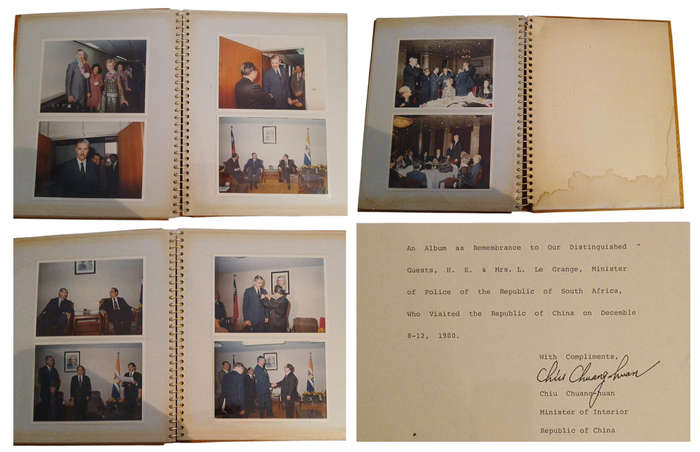 An Album as Remembrance to Our Distinguished
Guests, H. E. & Mrs. L. Le Grange, Minister
of Police of the Republic of South Africa,
Who Visited the Republic of China on Decembe
8-12, 1980.
With Compliments,
Chiu Chuang-huan
Chiu Chuang-huan
Minister of Interior
Republic of China